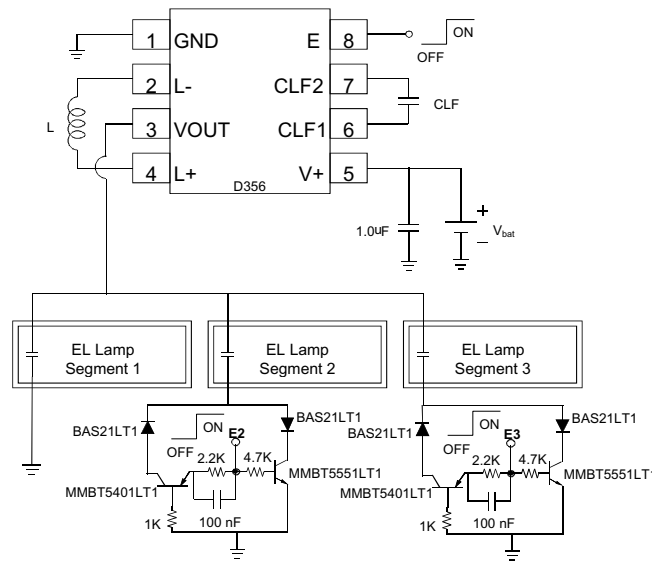 1 GND E 8
ON
OFF
2 L- CLF2 7
CLF
L
3 VOUT CLF1 6
4 L+ V+ 5
D356
1.0uF
+
−
Vbat
EL Lamp
Segment 1
EL Lamp
Segment 2
EL Lamp
Segment 3
BAS21LT1
ON
OFF
E2
BAS21LT1
2.2K
4.7K
MMBT5401LT1
MMBT5551LT1
1K
100 nF
BAS21LT1
ON
OFF
E3
BAS21LT1
2.2K
4.7K
MMBT5401LT1
MMBT5551LT1
1K
100 nF